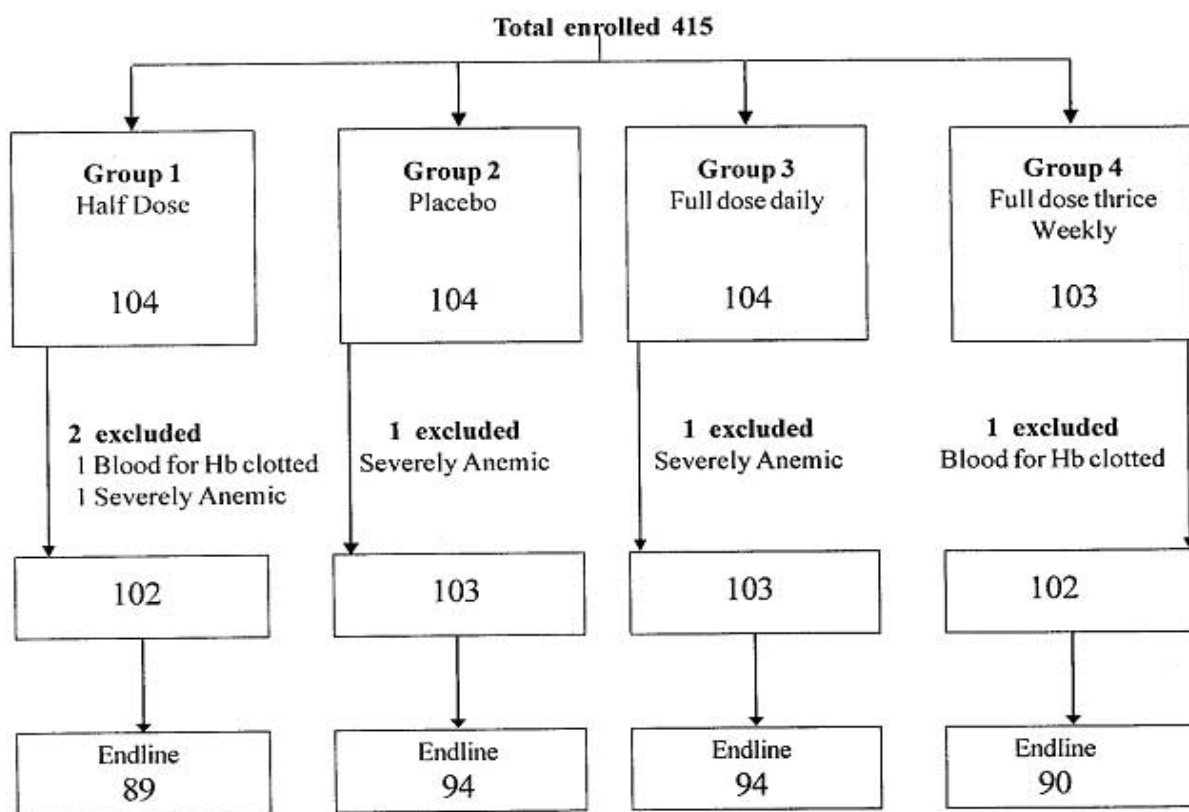 Total enrolled 415
Group 1
Half Dose
104
Group 2
Placebo
104
Group 3
Full dose daily
104
Group 4
Full dose thrice
Weekly
103
2 excluded
1 Blood for Hb clotted
1 Severely Anemic
1 excluded
Severely Anemic
1 excluded
Severely Anemic
1 excluded
Blood for Hb clotted
102
103
103
102
Endline
89
Endline
94
Endline
94
Endline
90